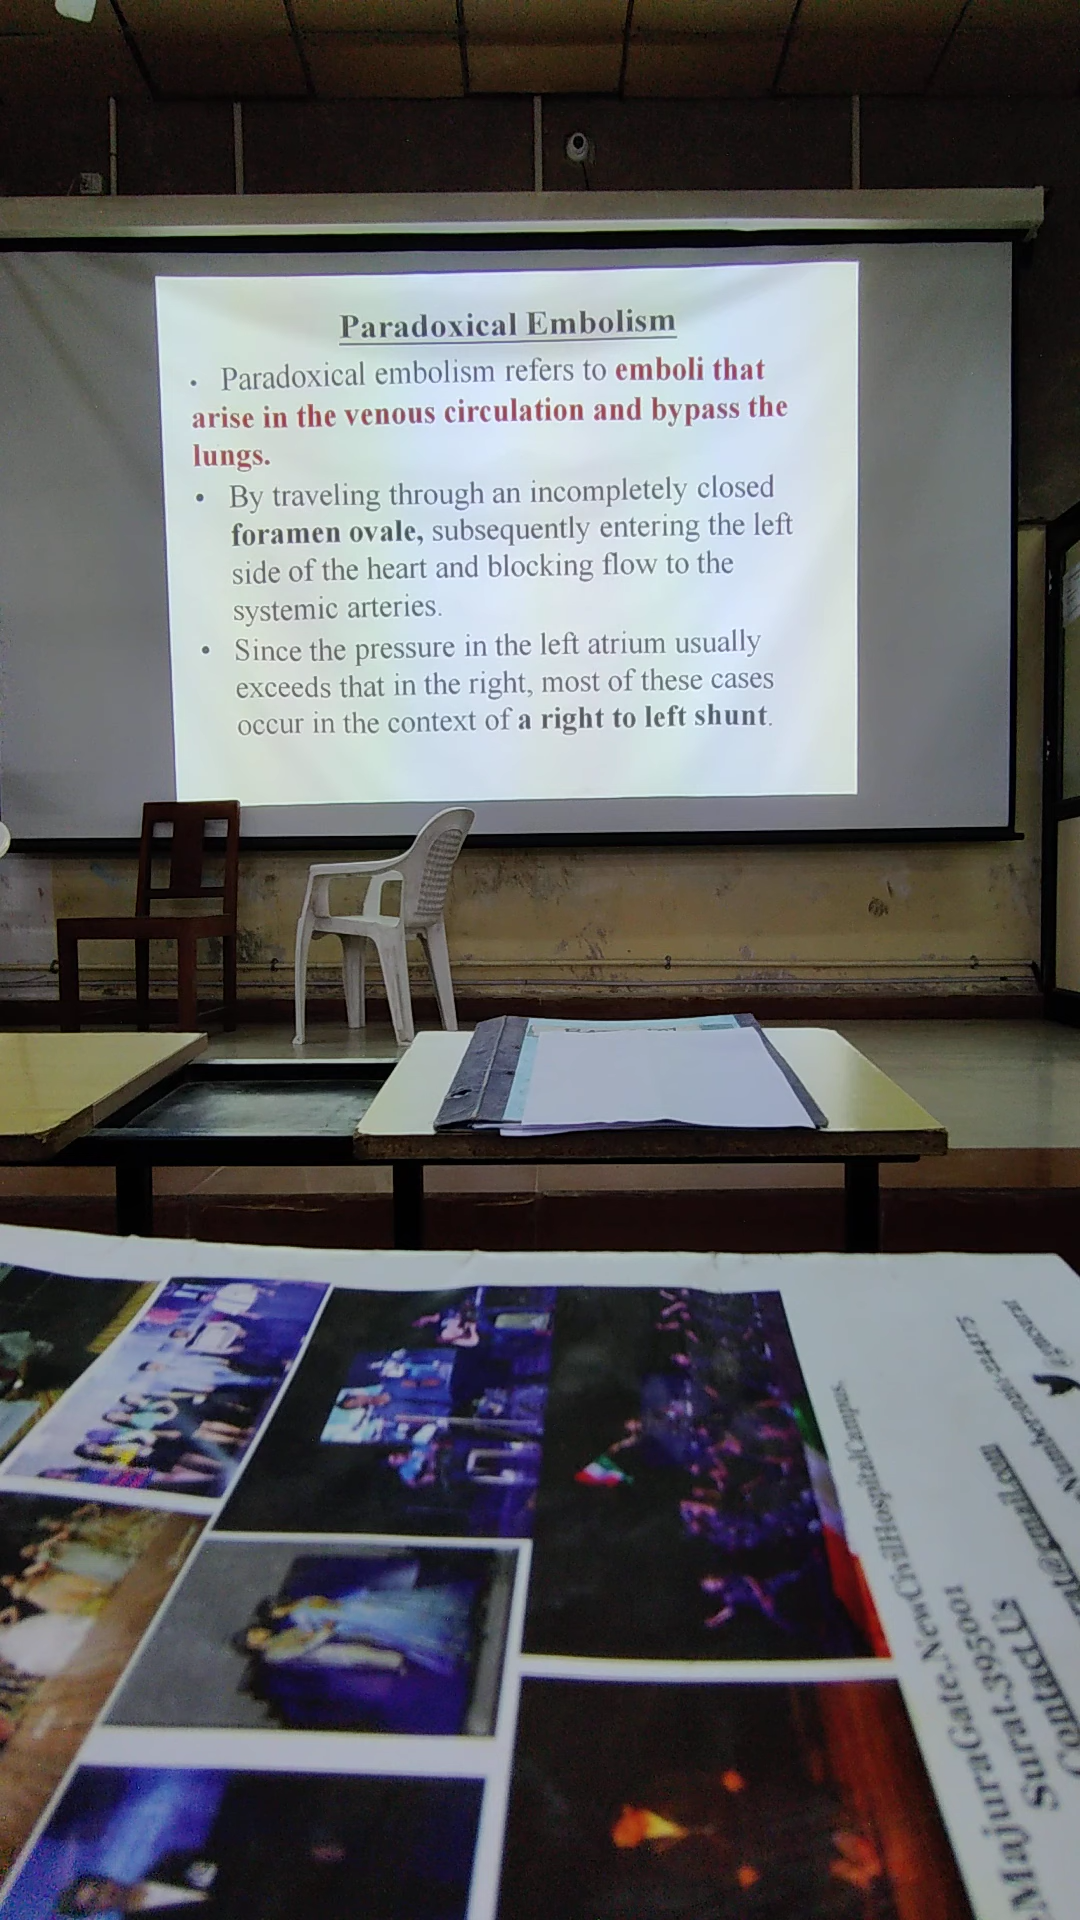 Paradoxical Embolism
• Paradoxical embolism refers to emboli that
arise in the venous circulation and bypass the
lungs.
• By traveling through an incompletely closed
foramen ovale, subsequently entering the left
side of the heart and blocking flow to the
systemic arteries.
• Since the pressure in the left atrium usually
exceeds that in the right, most of these cases
occur in the context of a right to left shunt.
Contact Us
MajuraGate,NewCivilHospitalCampus,
Surat.395001